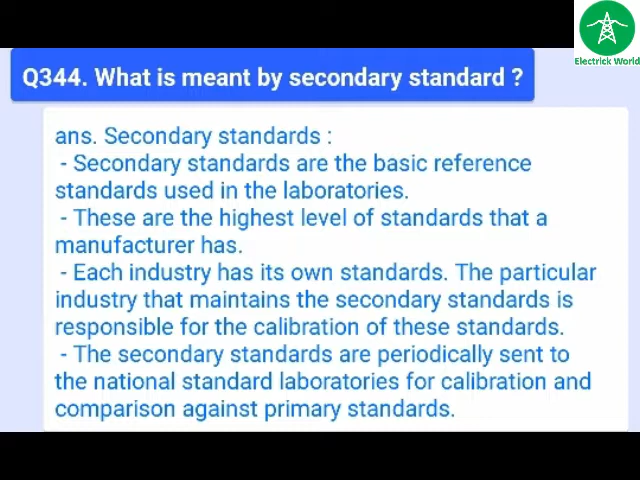 Electrick World
Q344. What is meant by secondary standard ?
ans. Secondary standards :
- Secondary standards are the basic reference
standards used in the laboratories.
- These are the highest level of standards that a
manufacturer has.
- Each industry has its own standards. The particular
industry that maintains the secondary standards is
responsible for the calibration of these standards.
- The secondary standards are periodically sent to
the national standard laboratories for calibration and
comparison against primary standards.